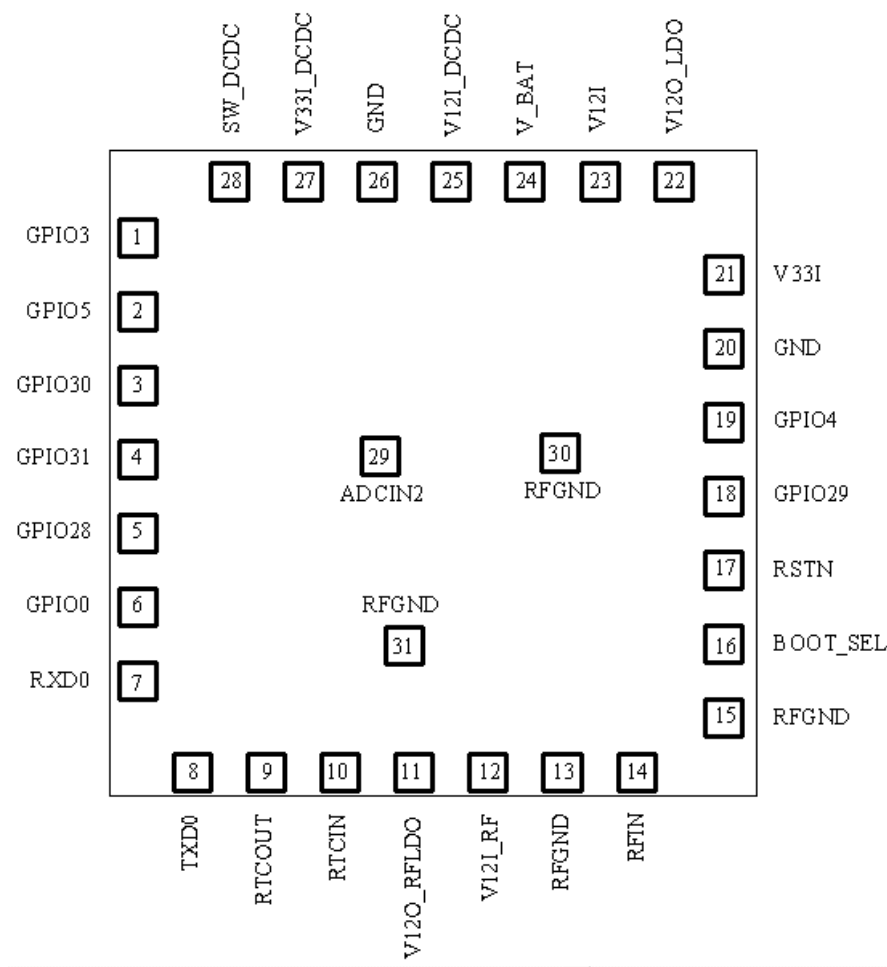 SW_DCDC
V33I_DCDC
GND
V12I_DCDC
V_BAT
V12I
V12O_LDO
28 27 26 25 24 23 22
GPIO3 1
21 V33I
GPIO5 2
20 GND
GPIO30 3
19 GPIO4
GPIO31 4
29
ADCIN2
30
RFGND
18 GPIO29
GPIO28 5
17 RSTN
GPIO0 6
RFGND
31
16 BOOT_SEL
RXD0 7
15 RFGND
8 9 10 11 12 13 14
TXD0
RTCOUT
RTCIN
V12O_RFLDO
V12I_RF
RFGND
RFIN